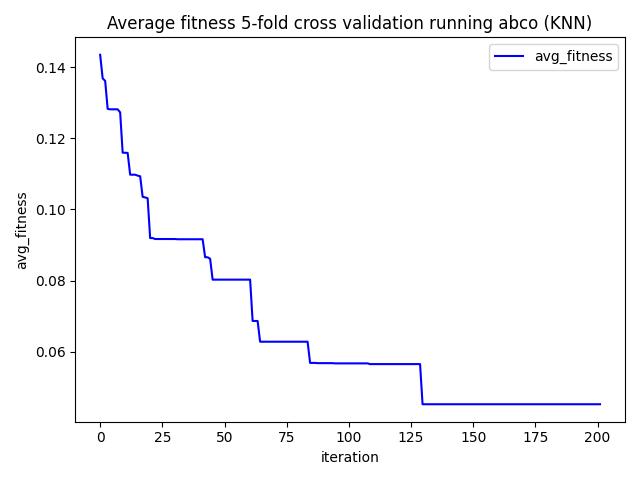 Average fitness 5-fold cross validation running abco (KNN)
avg_fitness
0.14
0.12
0.10
0.08
0.06
avg_fitness
0 25 50 75 100 125 150 175 200
iteration